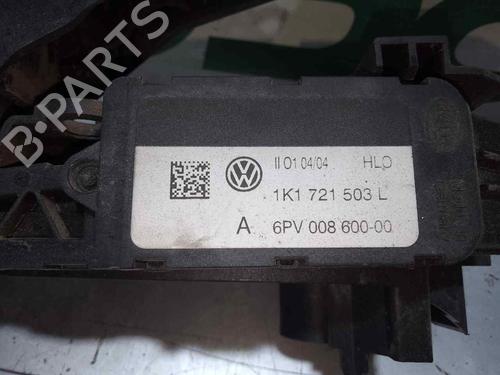 B-PARTS
II 01 04/04 HLO
1K1 721 503 L
A 6PV 008 600-00